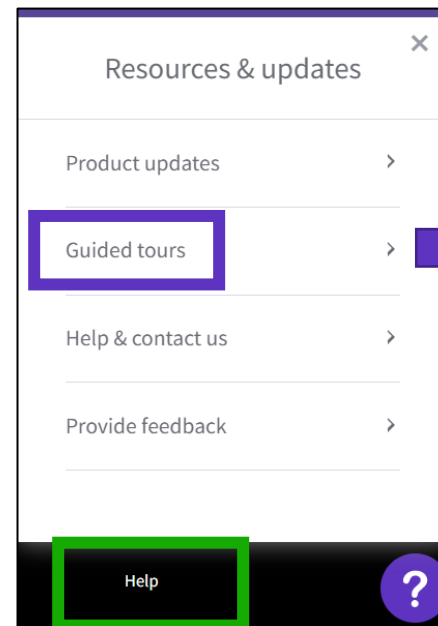 Resources & updates
×
Product updates >
Guided tours >
Help & contact us >
Provide feedback >
Help
?